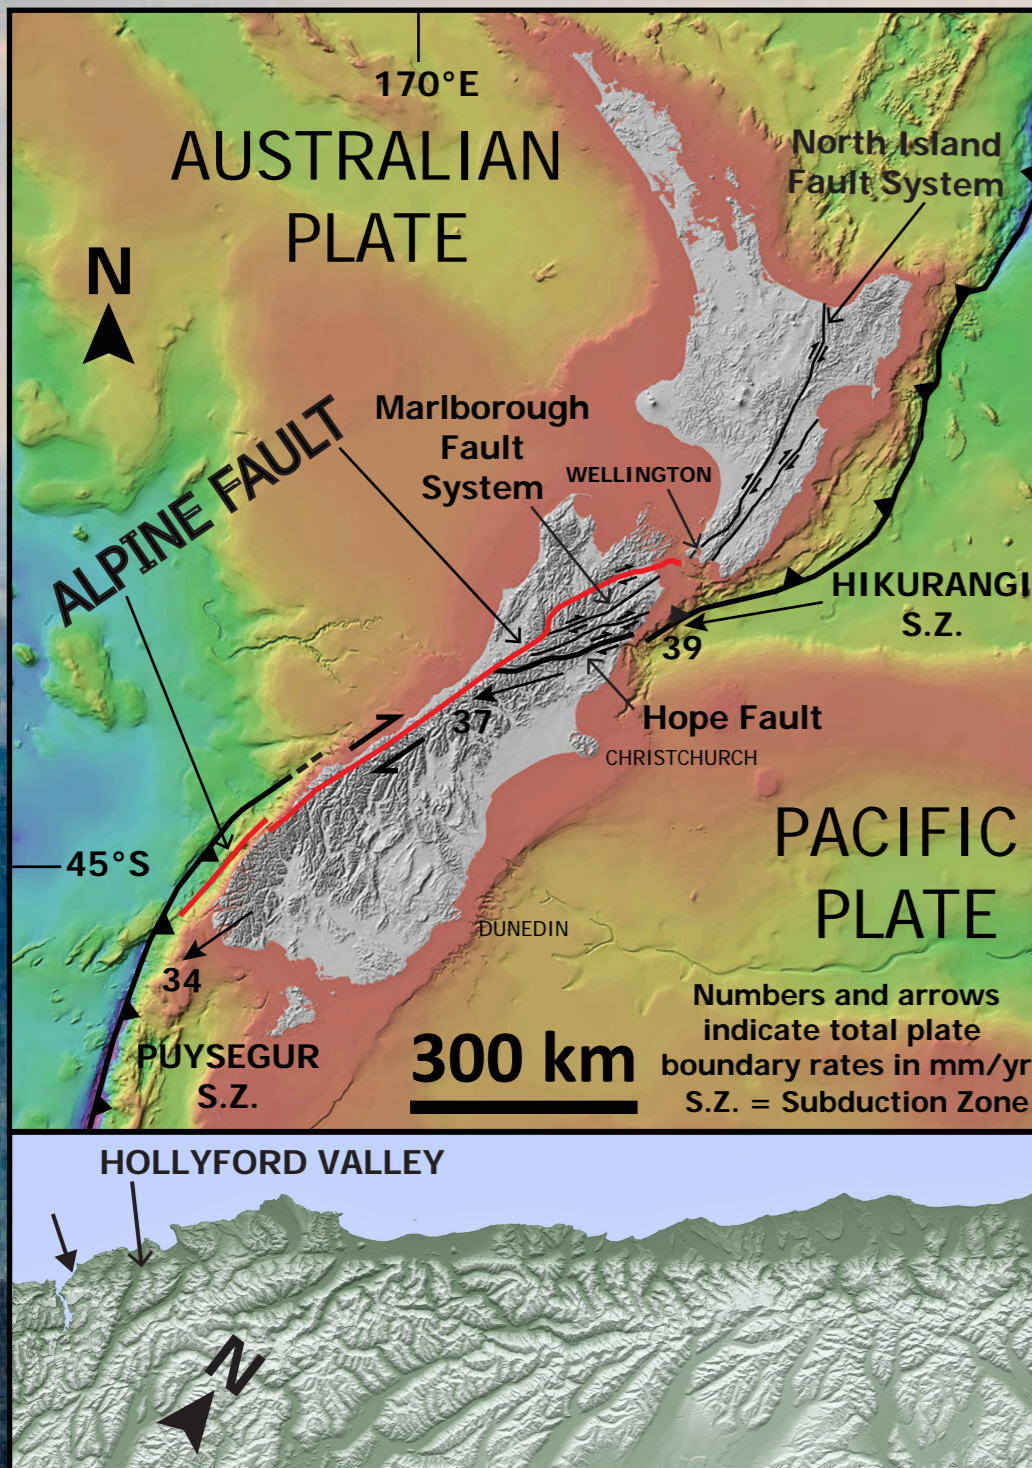 170°E
AUSTRALIAN
PLATE
North Island
Fault System
N
Marlborough
Fault
System
WELLINGTON
ALPINE FAULT
HIKURANGI
S.Z.
39
37
Hope Fault
CHRISTCHURCH
PACIFIC
PLATE
45°S
DUNEDIN
34
PUYSEGUR
S.Z.
300 km
Numbers and arrows
indicate total plate
boundary rates in mm/yr
S.Z. = Subduction Zone
HOLLYFORD VALLEY
N